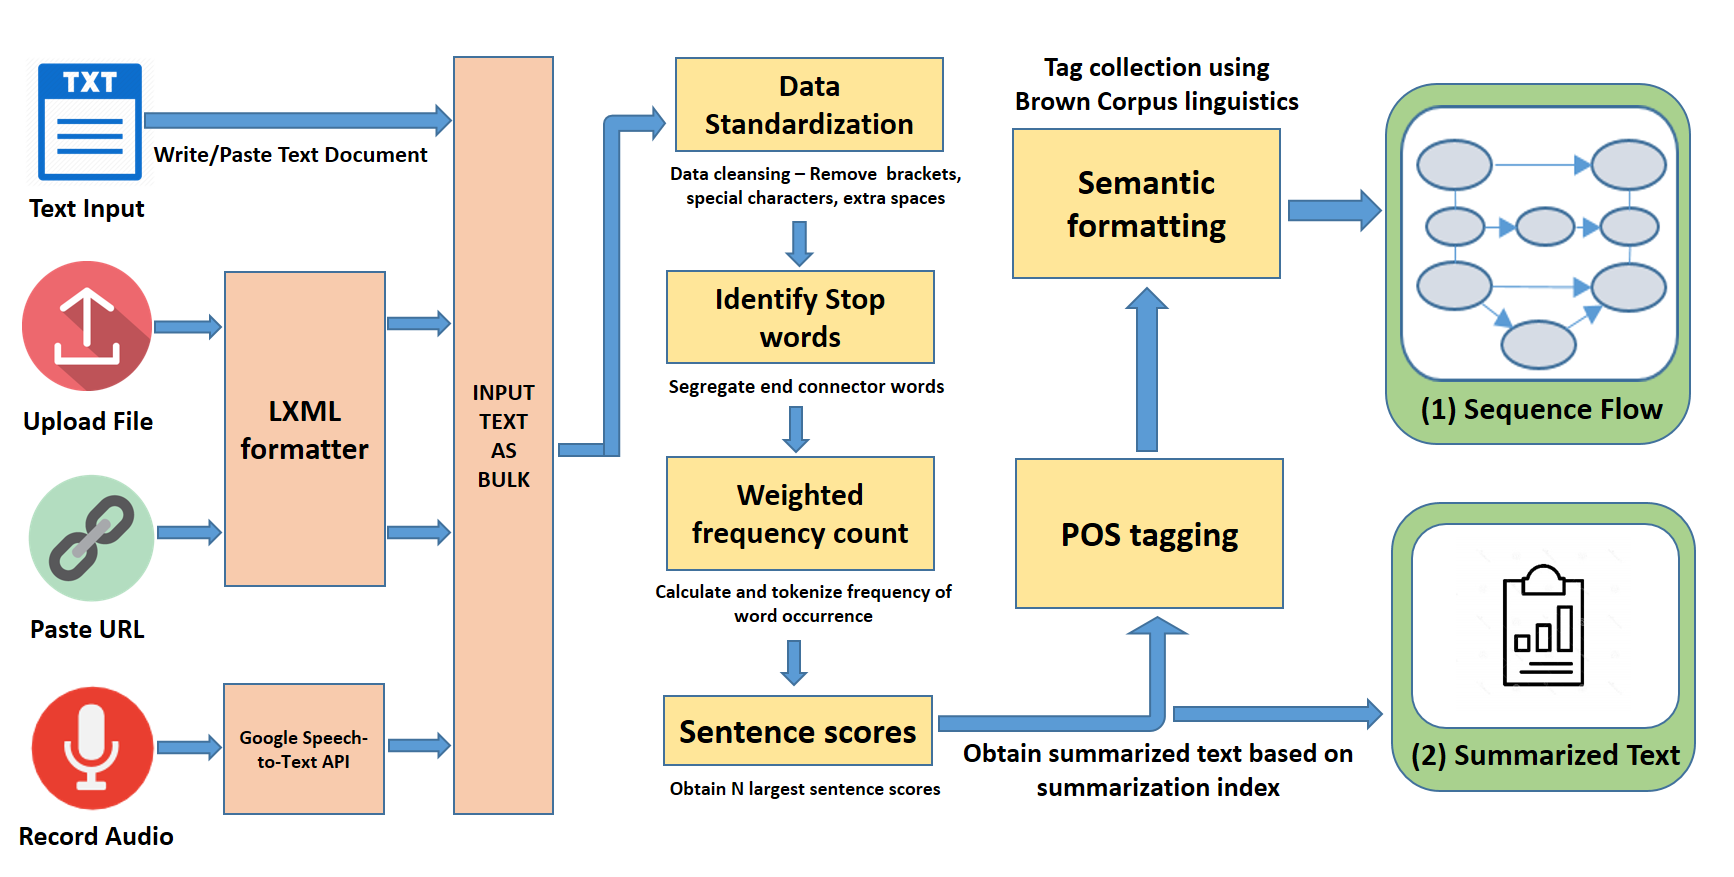 TXT
Write/Paste Text Document
Text Input
Upload File
LXML
formatter
Paste URL
Google Speech-
to-Text API
Record Audio
INPUT
TEXT
AS
BULK
Data
Standardization
Data cleansing – Remove brackets,
special characters, extra spaces
Identify Stop
words
Segregate end connector words
Weighted
frequency count
Calculate and tokenize frequency of
word occurrence
Sentence scores
Obtain N largest sentence scores
Tag collection using
Brown Corpus linguistics
Semantic
formatting
POS tagging
Obtain summarized text based on
summarization index
(1) Sequence Flow
(2) Summarized Text